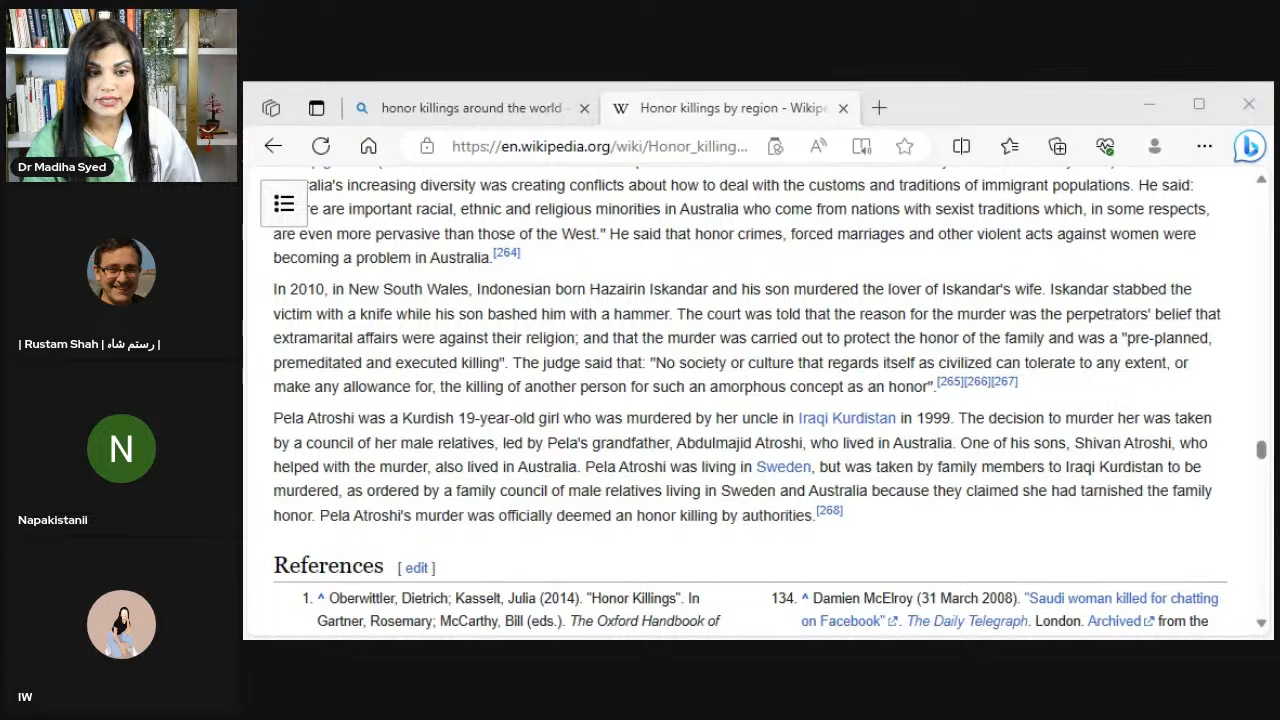 Dr Madiha Syed
| Rustam Shah | رستم شاہ |
N
Napakistanii
IW
honor killings around the world
Honor killings by region - Wikipe
https://en.wikipedia.org/wiki/Honor_killing...
ralia's increasing diversity was creating conflicts about how to deal with the customs and traditions of immigrant populations. He said:
re are important racial, ethnic and religious minorities in Australia who come from nations with sexist traditions which, in some respects,
are even more pervasive than those of the West." He said that honor crimes, forced marriages and other violent acts against women were
becoming a problem in Australia.[264]
In 2010, in New South Wales, Indonesian born Hazairin Iskandar and his son murdered the lover of Iskandar's wife. Iskandar stabbed the
victim with a knife while his son bashed him with a hammer. The court was told that the reason for the murder was the perpetrators' belief that
extramarital affairs were against their religion; and that the murder was carried out to protect the honor of the family and was a "pre-planned,
premeditated and executed killing". The judge said that: "No society or culture that regards itself as civilized can tolerate to any extent, or
make any allowance for, the killing of another person for such an amorphous concept as an honor".[265][266][267]
Pela Atroshi was a Kurdish 19-year-old girl who was murdered by her uncle in Iraqi Kurdistan in 1999. The decision to murder her was taken
by a council of her male relatives, led by Pela's grandfather, Abdulmajid Atroshi, who lived in Australia. One of his sons, Shivan Atroshi, who
helped with the murder, also lived in Australia. Pela Atroshi was living in Sweden, but was taken by family members to Iraqi Kurdistan to be
murdered, as ordered by a family council of male relatives living in Sweden and Australia because they claimed she had tarnished the family
honor. Pela Atroshi's murder was officially deemed an honor killing by authorities.[268]
References [ edit ]
1. ^ Oberwittler, Dietrich; Kasselt, Julia (2014). "Honor Killings". In
Gartner, Rosemary; McCarthy, Bill (eds.). The Oxford Handbook of
134. ^ Damien McElroy (31 March 2008). "Saudi woman killed for chatting
on Facebook". The Daily Telegraph. London. Archived from the